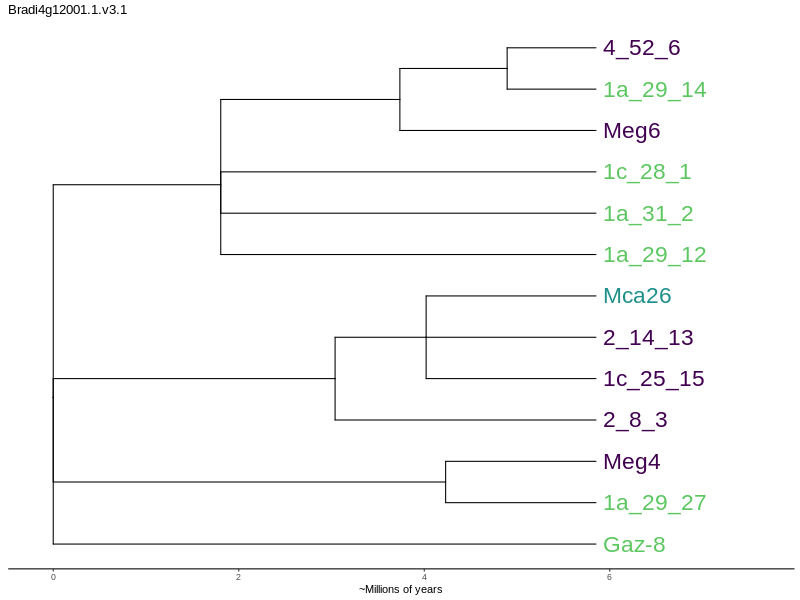 Bradi4g12001.1.v3.1
4_52_6
1a_29_14
Meg6
1c_28_1
1a_31_2
1a_29_12
Mca26
2_14_13
1c_25_15
2_8_3
Meg4
1a_29_27
Gaz-8
0 2 4 6
~Millions of years